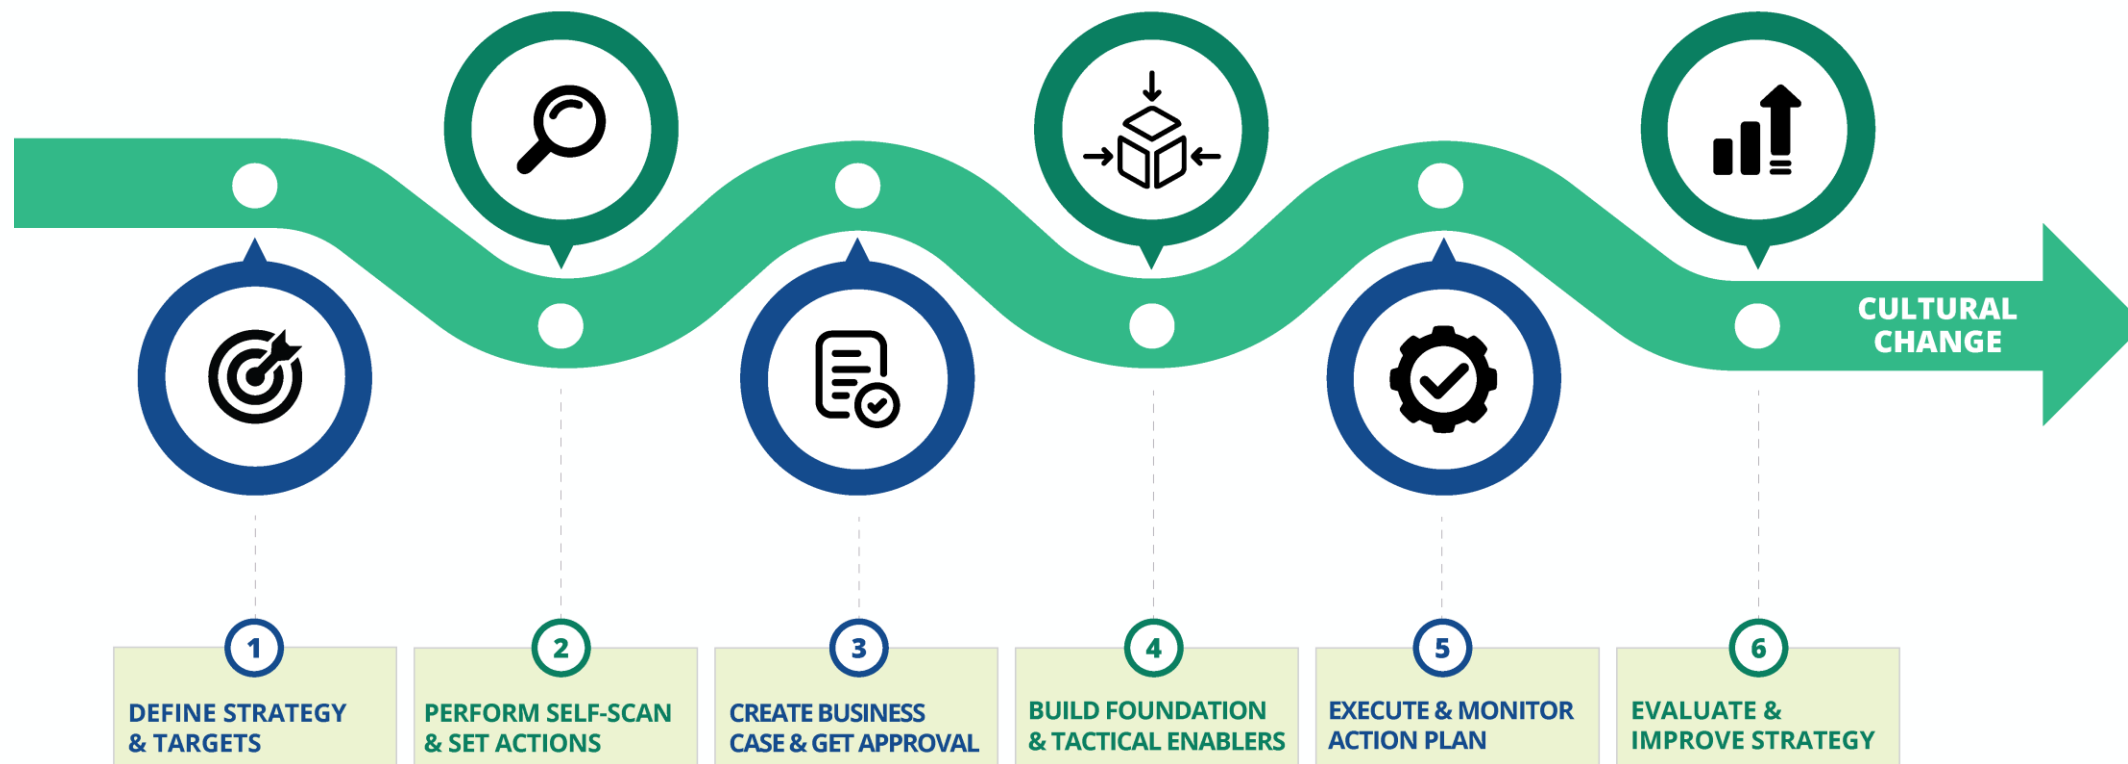 CULTURAL
CHANGE
1
DEFINE STRATEGY
& TARGETS
2
PERFORM SELF-SCAN
& SET ACTIONS
3
CREATE BUSINESS
CASE & GET APPROVAL
4
BUILD FOUNDATION
& TACTICAL ENABLERS
5
EXECUTE & MONITOR
ACTION PLAN
6
EVALUATE &
IMPROVE STRATEGY